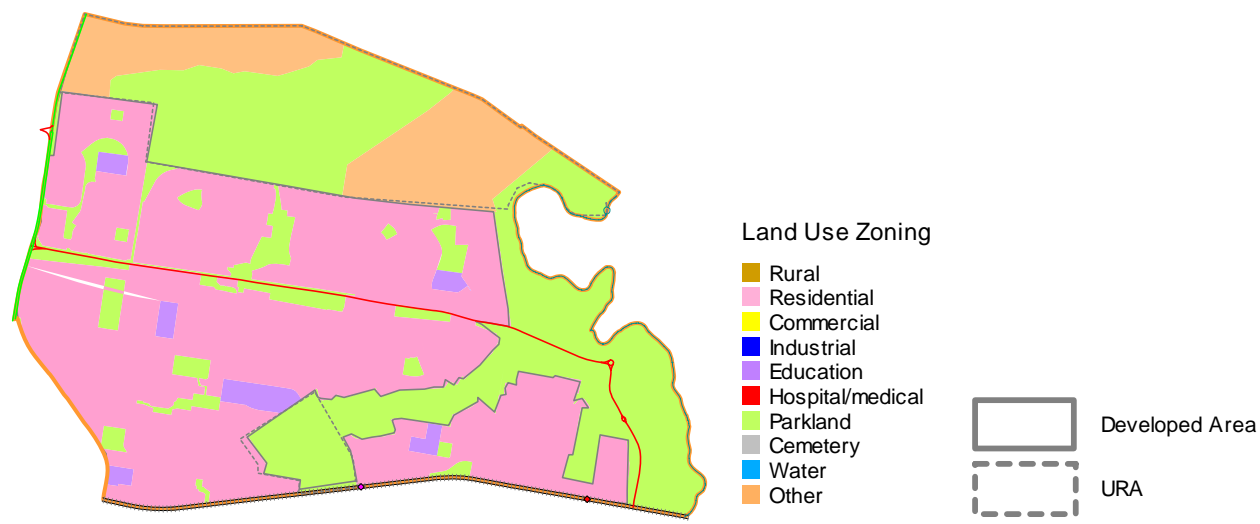 Land Use Zoning
Rural
Residential
Commercial
Industrial
Education
Hospital/medical
Parkland
Cemetery
Water
Other
Developed Area
URA